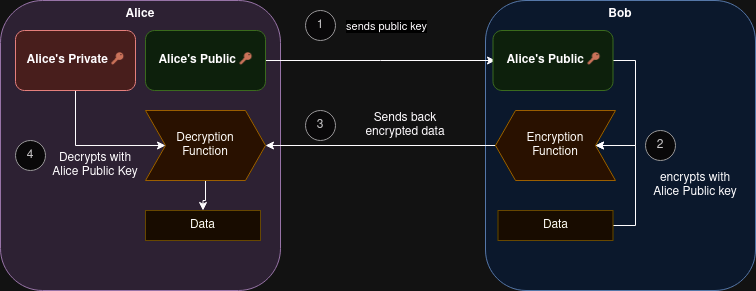 Alice
Bob
1
sends public key
Alice's Private 🔑
Alice's Public 🔑
Alice's Public 🔑
Decryption
Function
3
Sends back
encrypted data
Encryption
Function
2
4
Decrypts with
Alice Public Key
encrypts with
Alice Public key
Data
Data